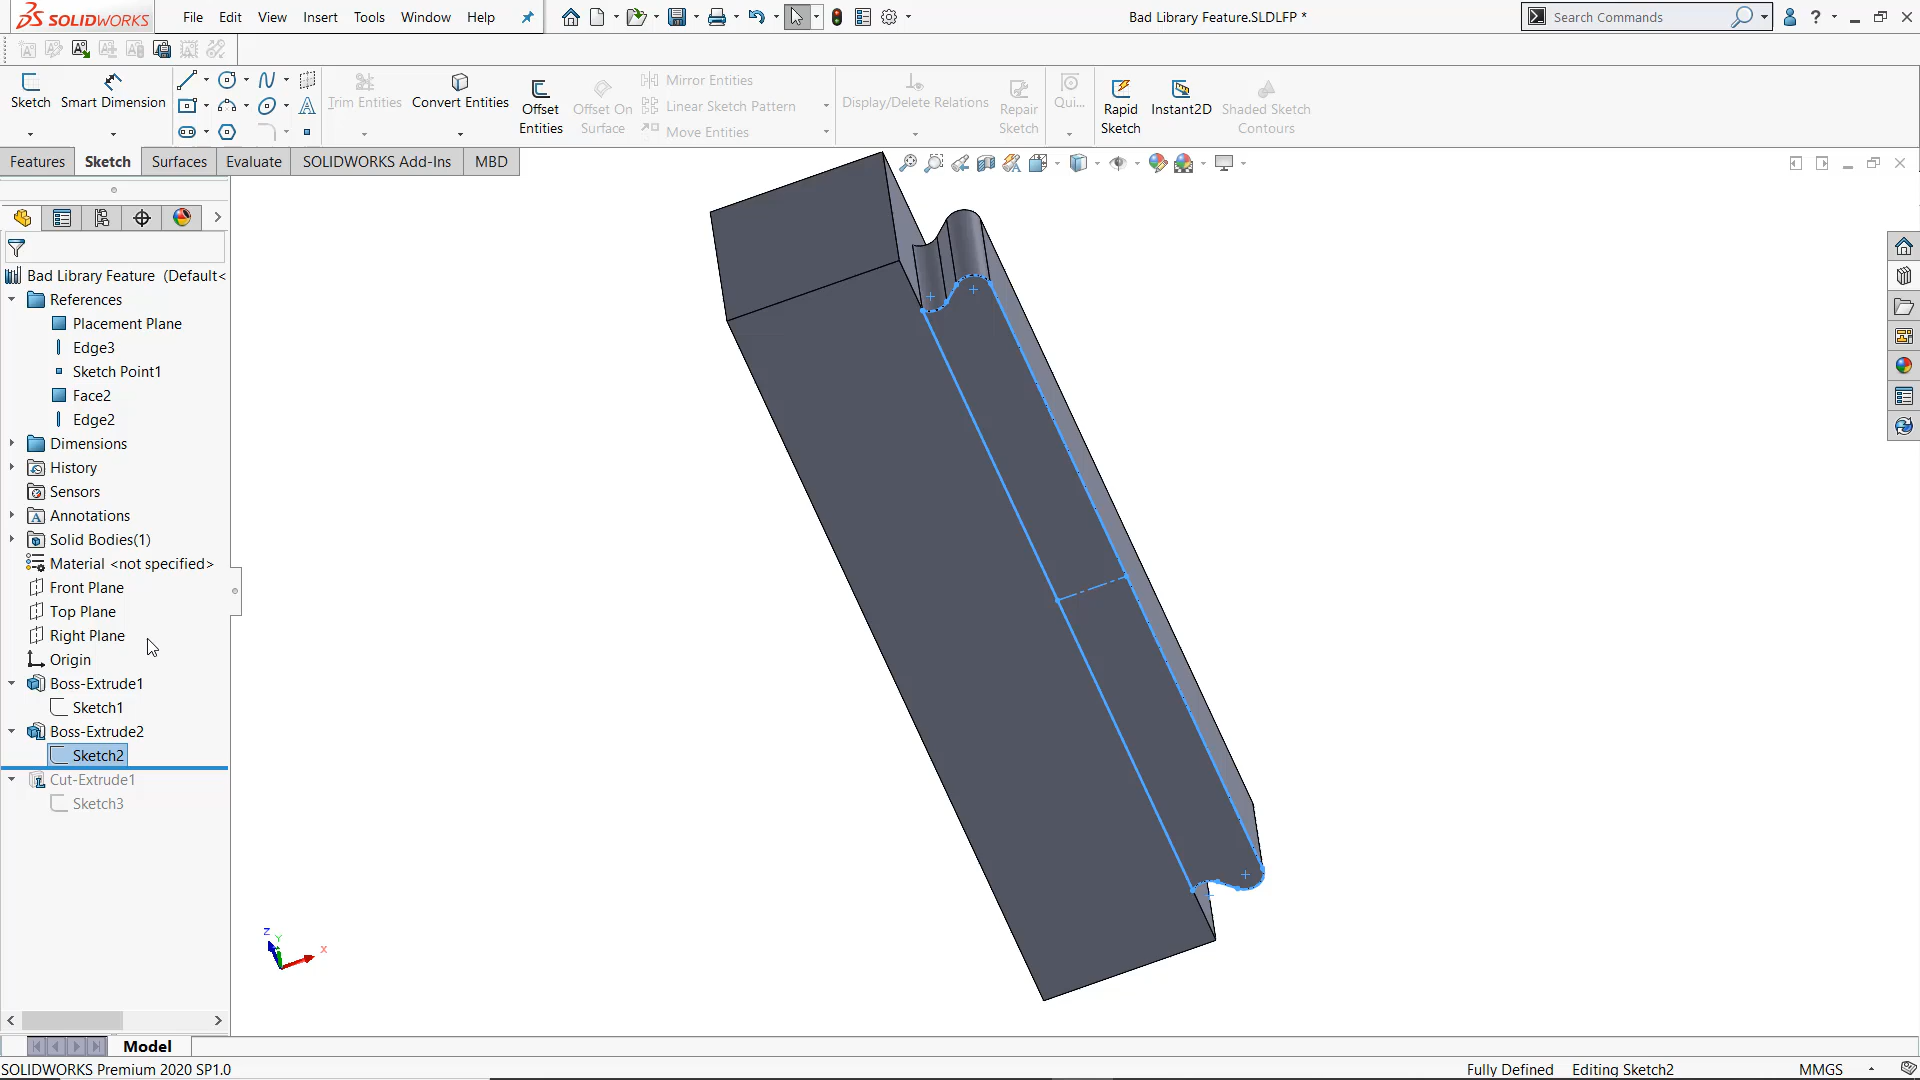 SOLIDWORKS File Edit View Insert Tools Window Help Bad Library Feature.SLDLFP * Search Commands
Sketch
Smart Dimension
Trim Entities
Convert Entities
Offset
Entities
Offset On
Surface
Mirror Entities
Linear Sketch Pattern
Move Entities
Display/Delete Relations
Repair
Sketch
Qui...
Rapid
Sketch
Instant2D
Shaded Sketch
Contours
Features Sketch Surfaces Evaluate SOLIDWORKS Add-Ins MBD
Bad Library Feature (Default<
References
Placement Plane
Edge3
Sketch Point1
Face2
Edge2
Dimensions
History
Sensors
Annotations
Solid Bodies(1)
Material <not specified>
Front Plane
Top Plane
Right Plane
Origin
Boss-Extrude1
Sketch1
Boss-Extrude2
Sketch2
Cut-Extrude1
Sketch3
Z
Y
X
Model
SOLIDWORKS Premium 2020 SP1.0 Fully Defined Editing Sketch2 MMGS